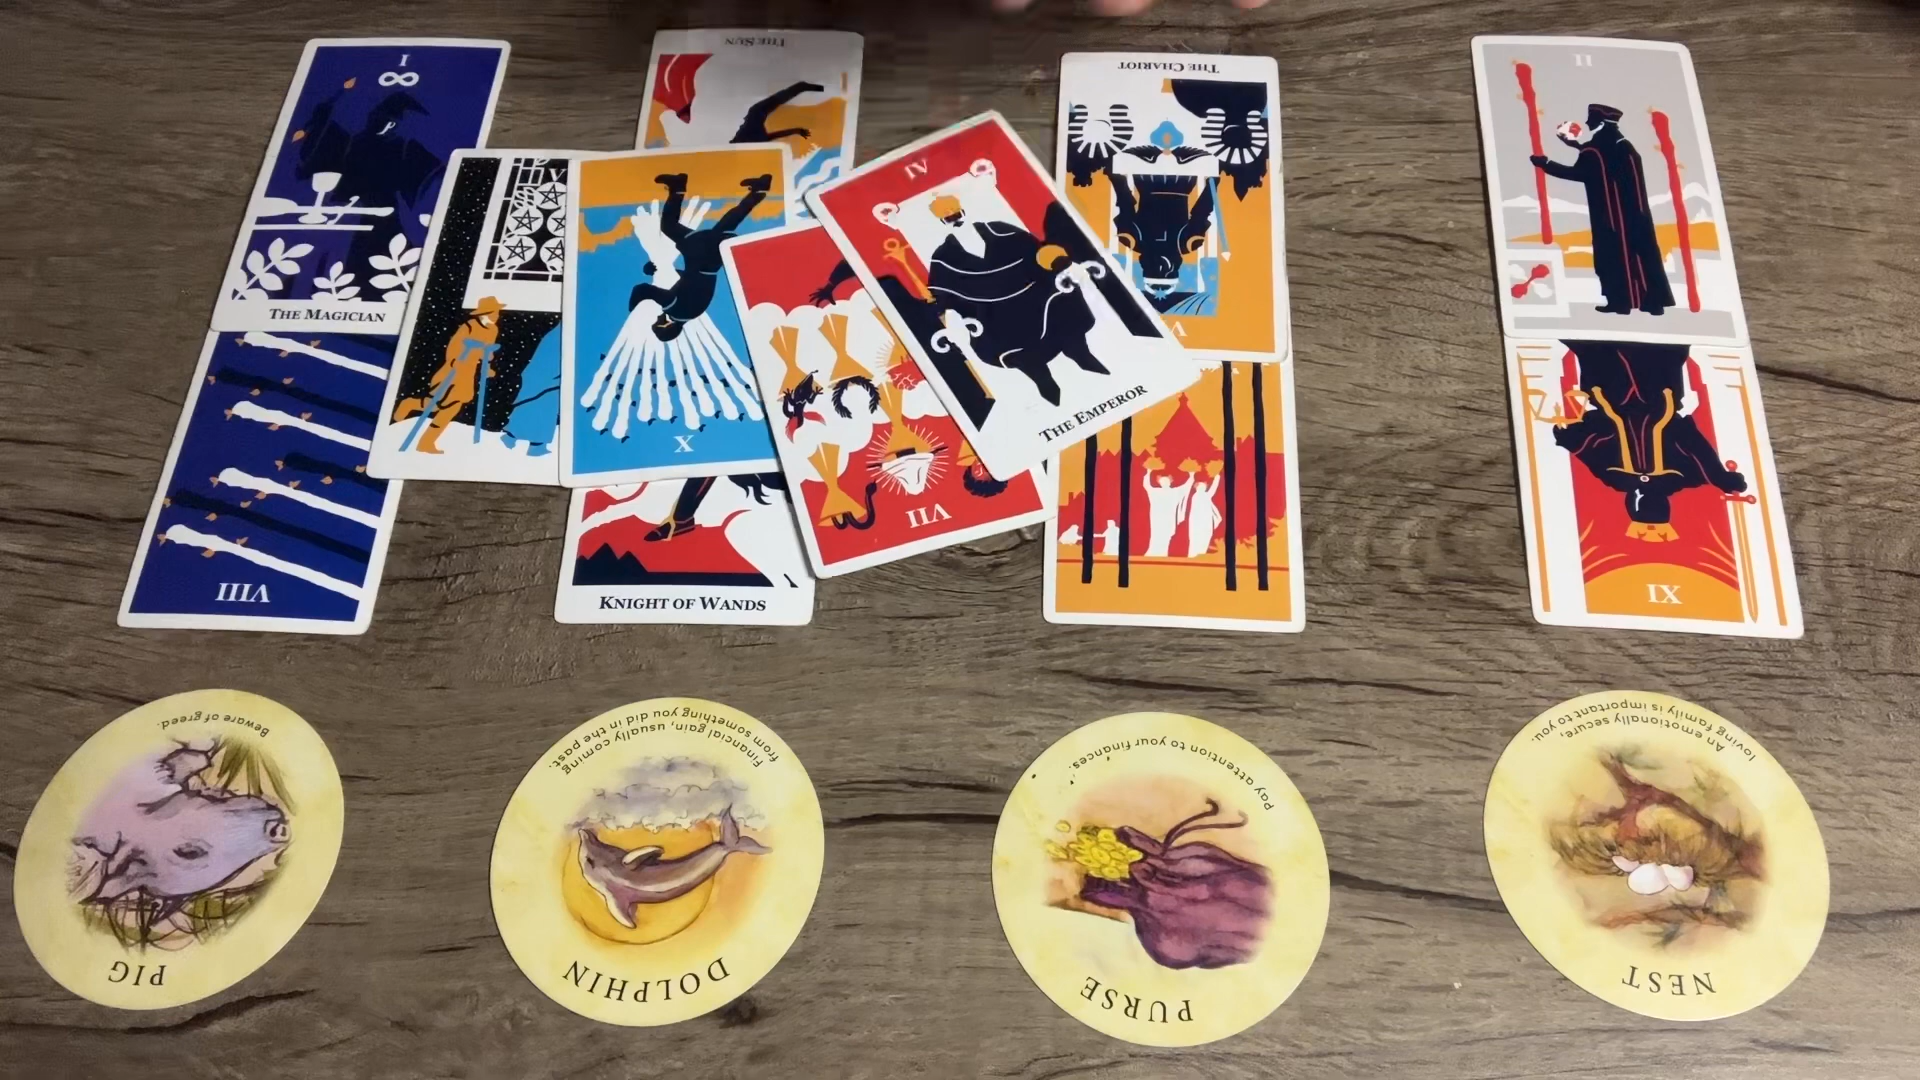 I
THE MAGICIAN
VIII
THE SUN
V
X
KNIGHT OF WANDS
VII
IV
THE EMPEROR
THE CHARIOT
V
II
XI
Beware of greed.
PIG
Financial gain, usually coming
from something you did in the past.
DOLPHIN
Pay attention to your finances.
PURSE
An emotionally secure,
loving family is important to you.
NEST